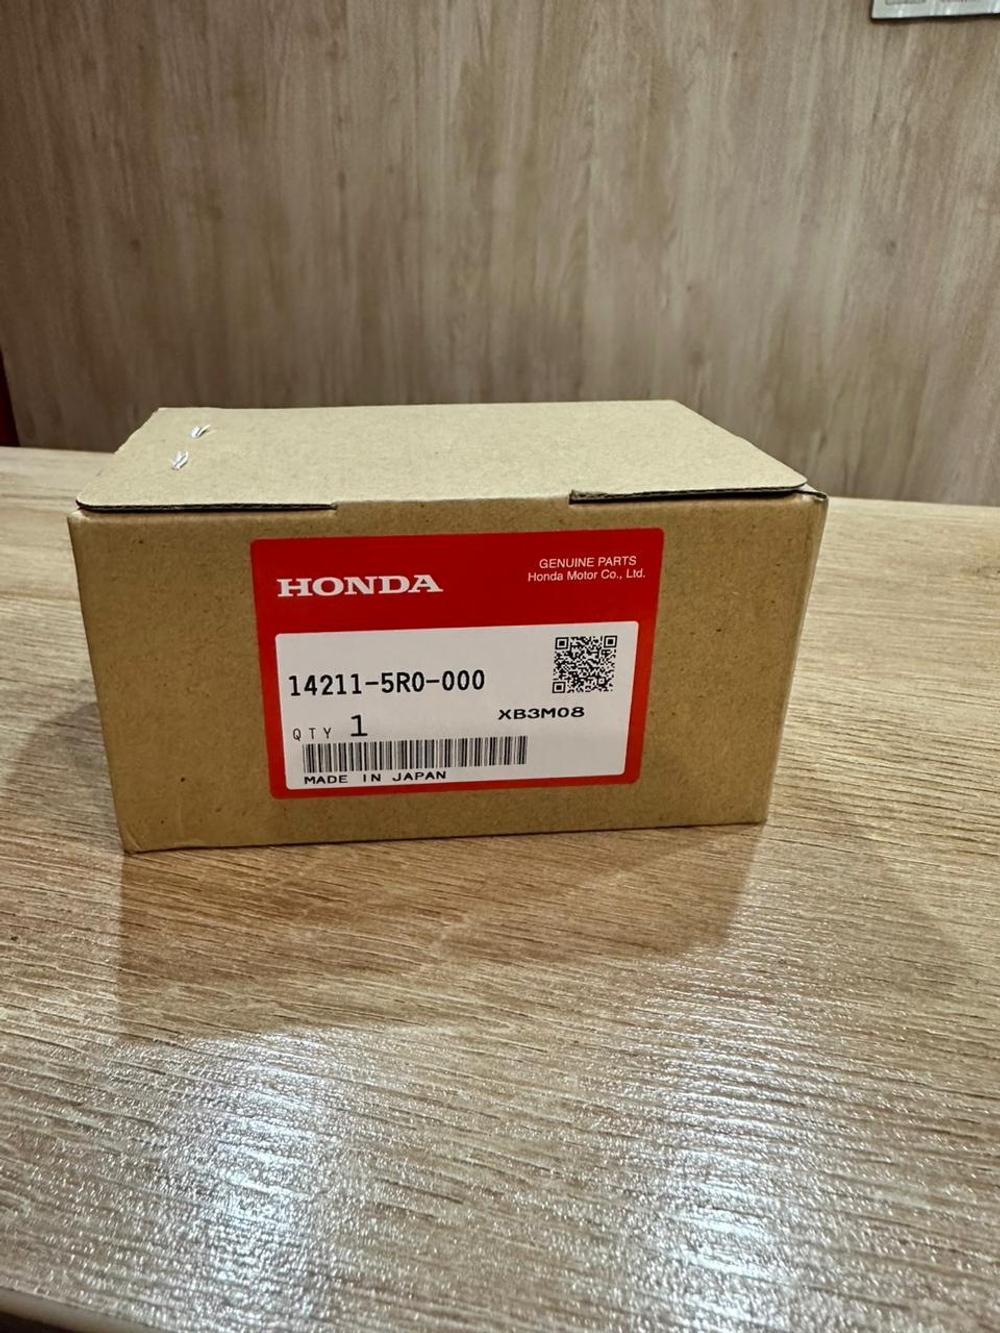 HONDA
GENUINE PARTS
Honda Motor Co., Ltd.
14211-5R0-000
XB3M08
QTY 1
MADE IN JAPAN